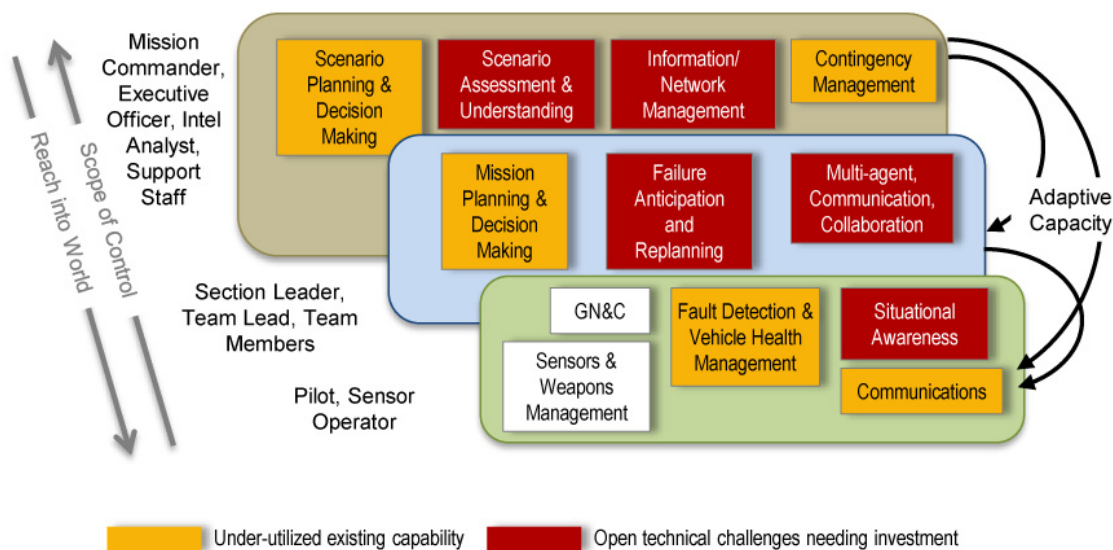 Mission
Commander,
Executive
Officer, Intel
Analyst,
Support
Staff
Scope of Control
Reach into World
Scenario
Planning &
Decision
Making
Scenario
Assessment &
Understanding
Information/
Network
Management
Contingency
Management
Mission
Planning &
Decision
Making
Failure
Anticipation
and
Replanning
Multi-agent,
Communication,
Collaboration
Adaptive
Capacity
Section Leader,
Team Lead, Team
Members
GN&C
Fault Detection &
Vehicle Health
Management
Situational
Awareness
Sensors &
Weapons
Management
Communications
Pilot, Sensor
Operator
Under-utilized existing capability
Open technical challenges needing investment